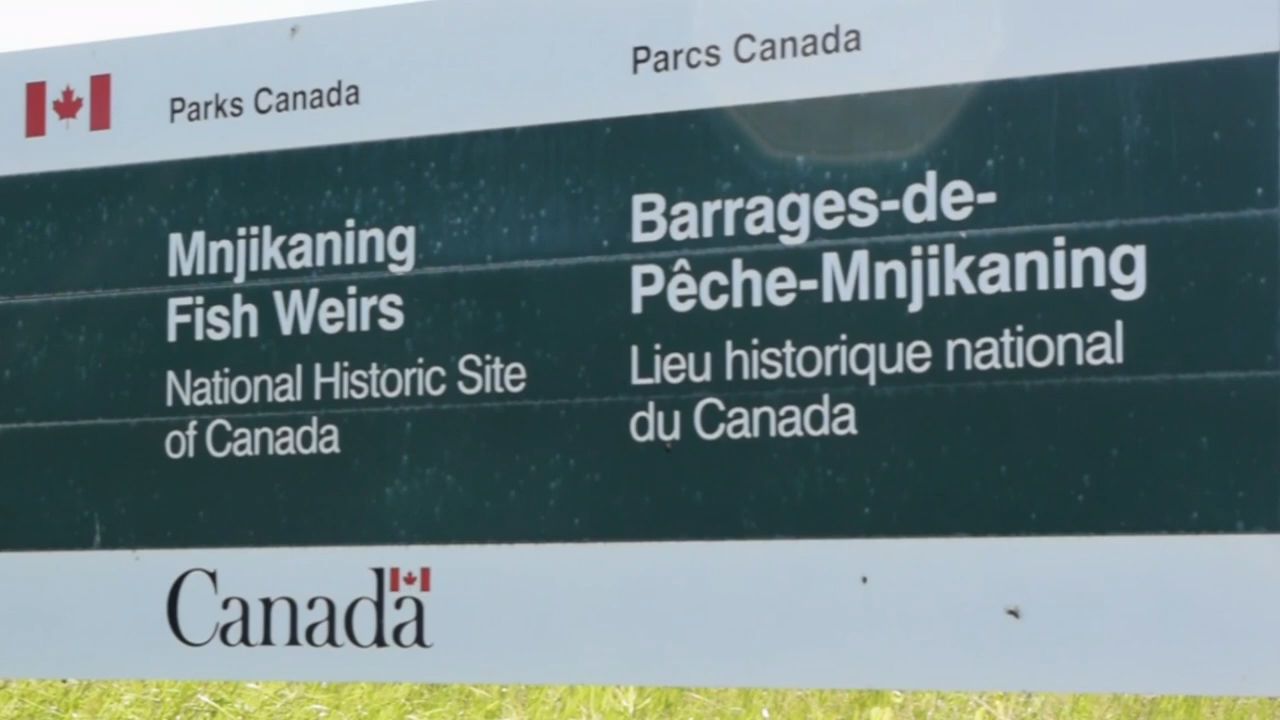 Parks Canada
Mnjikaning
Fish Weirs
National Historic Site
of Canada
Parcs Canada
Barrages-de-
Pêche-Mnjikaning
Lieu historique national
du Canada
Canada